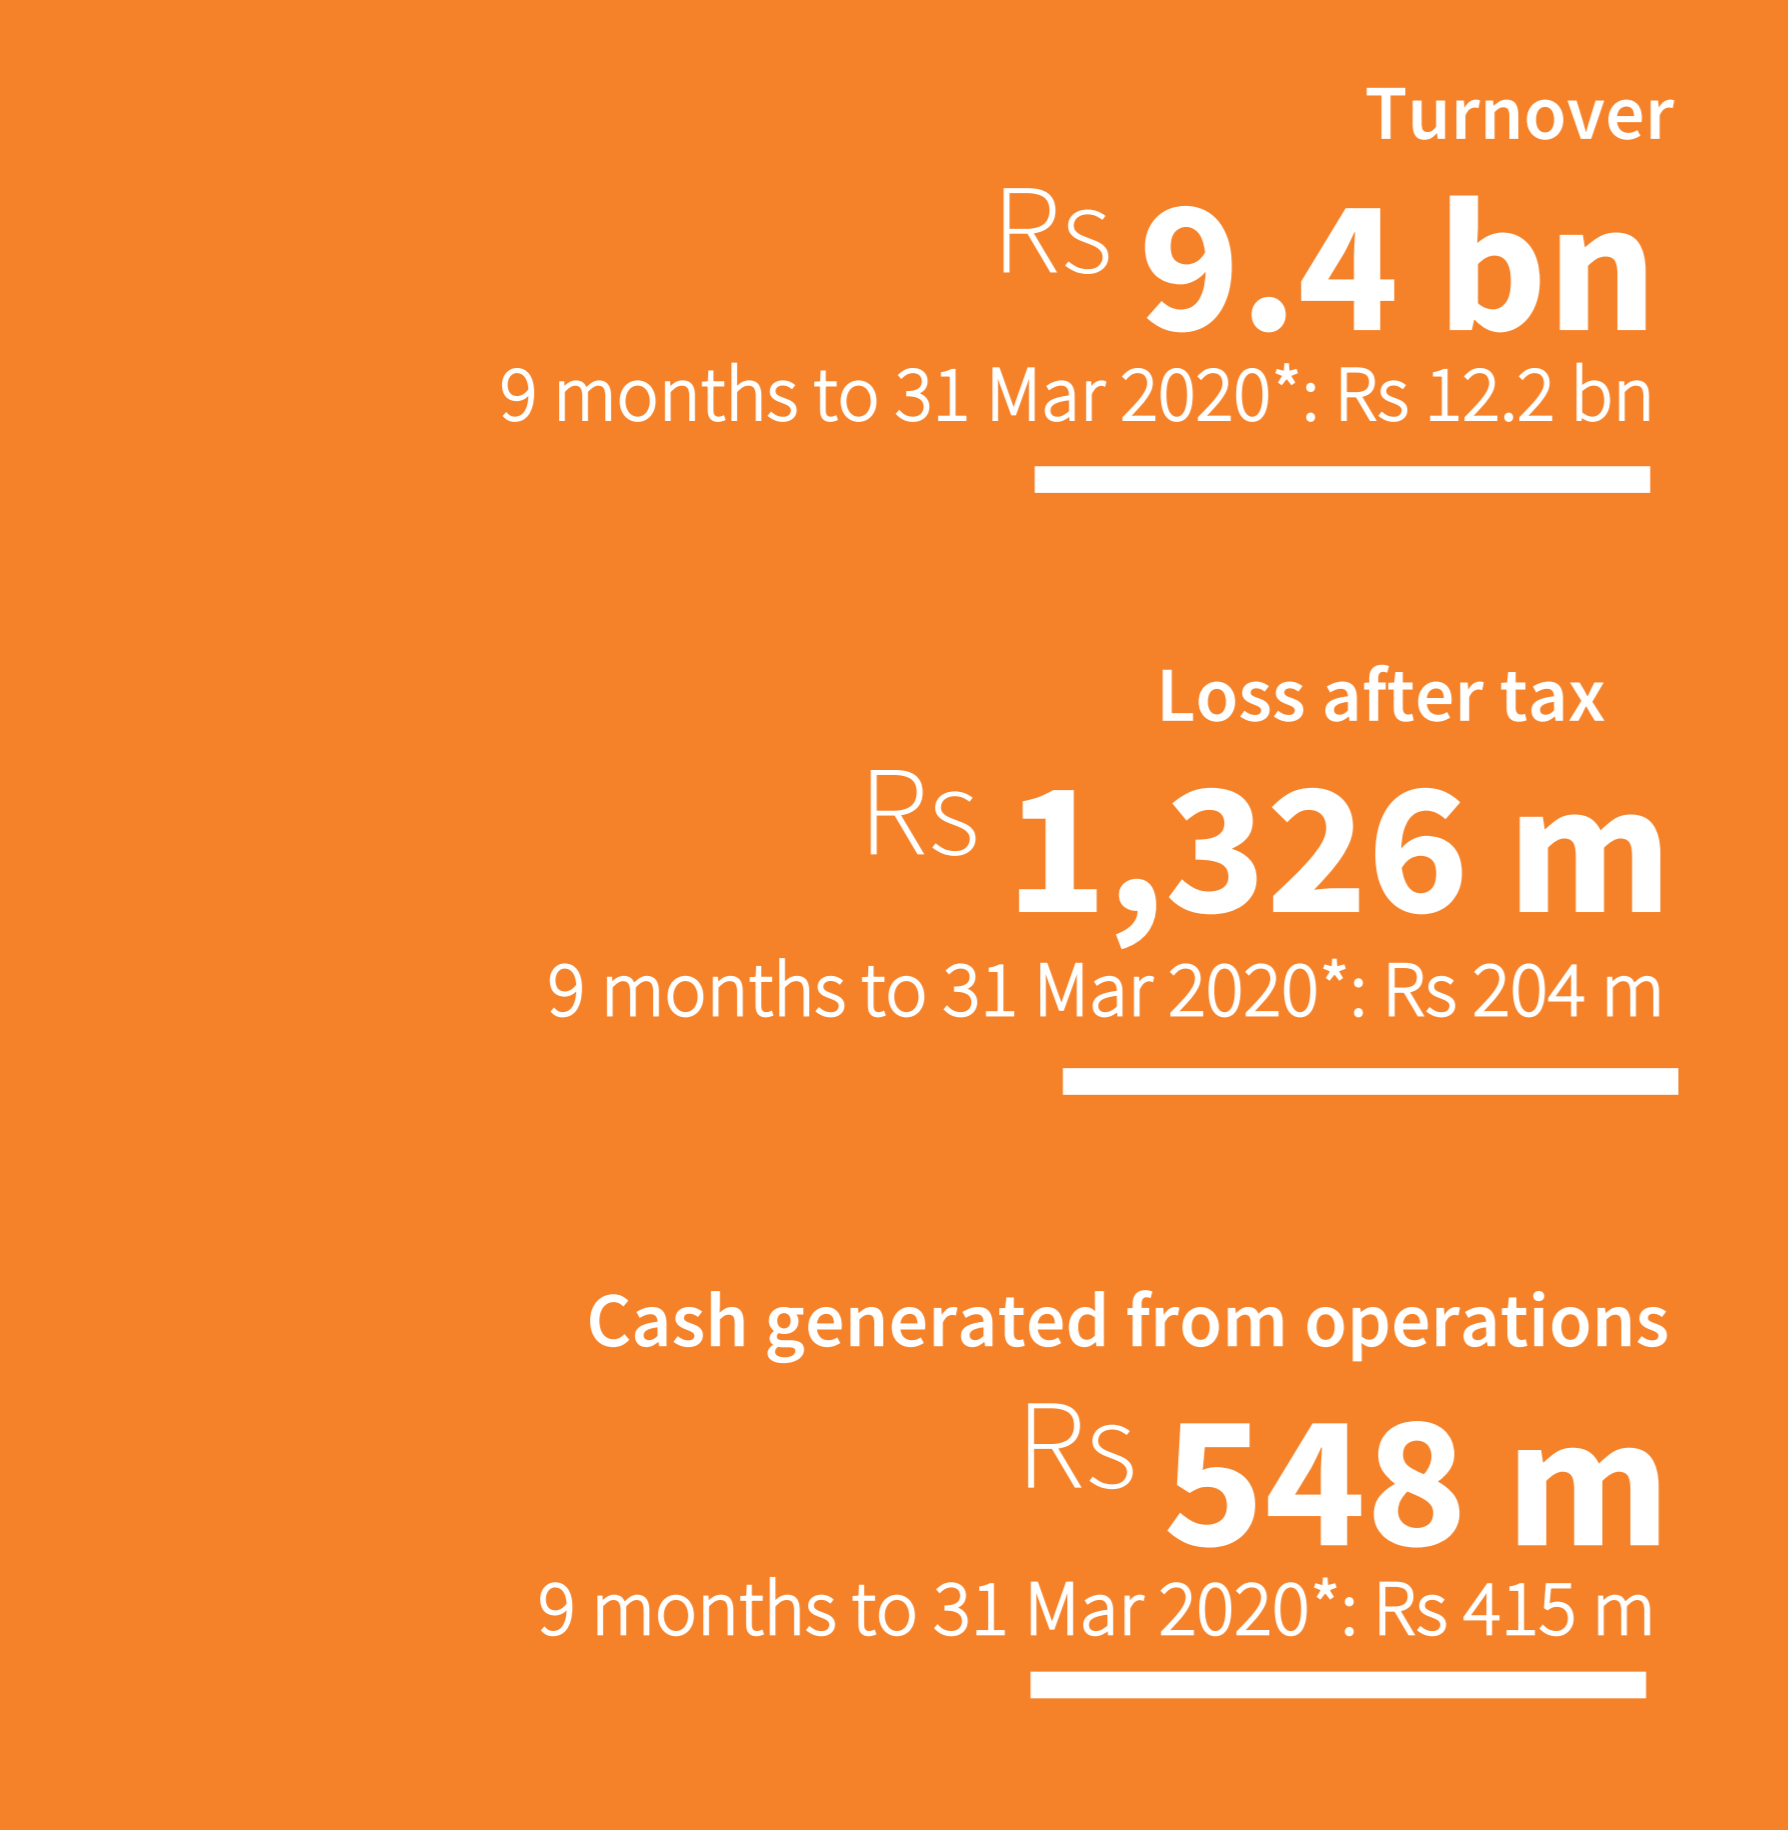 Turnover
Rs 9.4 bn
9 months to 31 Mar 2020*: Rs 12.2 bn
Loss after tax
Rs 1,326 m
9 months to 31 Mar 2020*: Rs 204 m
Cash generated from operations
Rs 548 m
9 months to 31 Mar 2020*: Rs 415 m